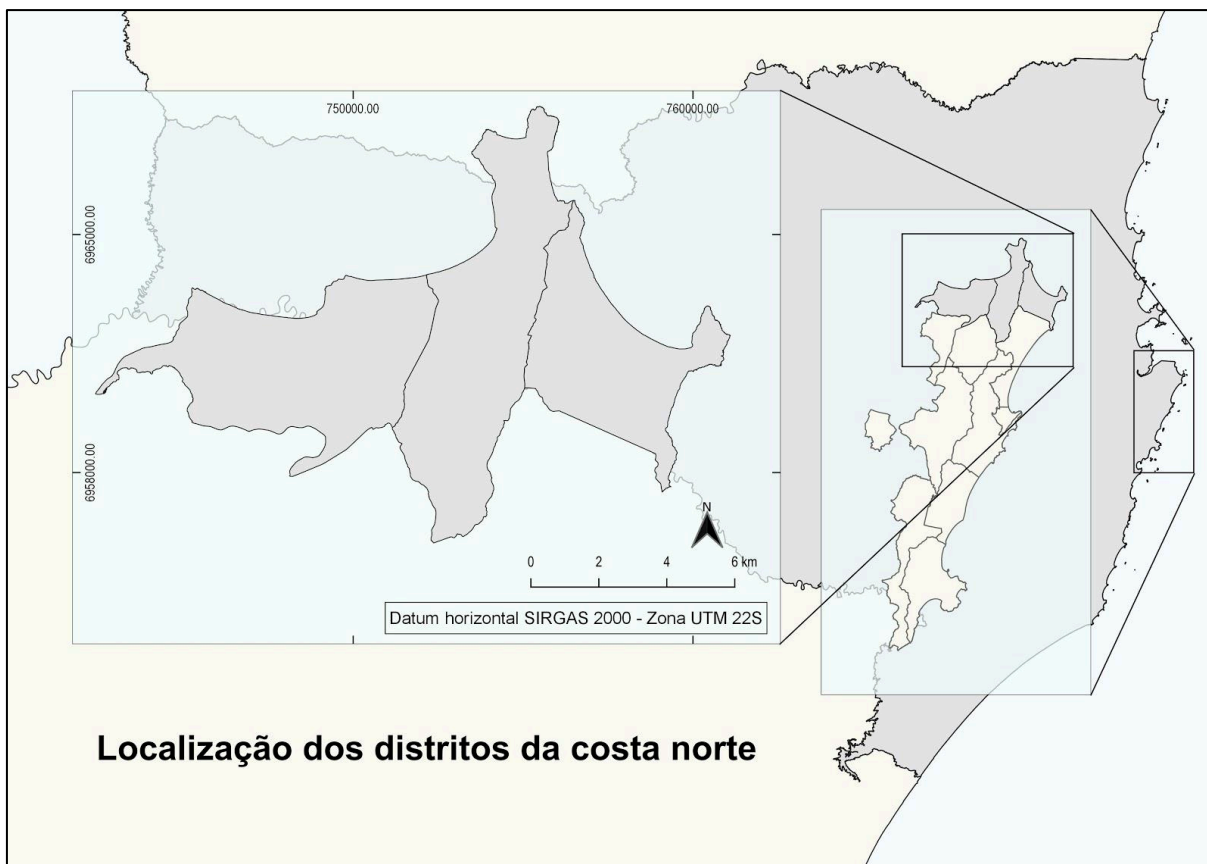 750000.00
760000.00
6965000.00
6958000.00
N
0 2 4 6 km
Datum horizontal SIRGAS 2000 - Zona UTM 22S
Localização dos distritos da costa norte